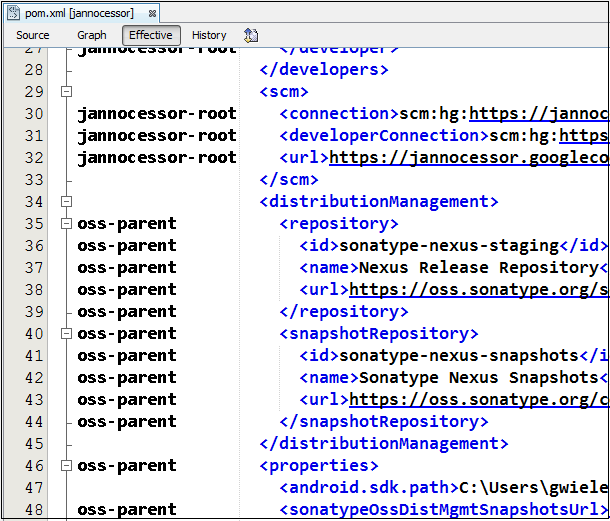 pom.xml [jannocessor]
Source Graph Effective History
27 jannocessor-root </developer>
28 </developers>
29 <scm>
30 jannocessor-root <connection>scm:hg:https://jannoc
31 jannocessor-root <developerConnection>scm:hg:https
32 jannocessor-root <url>https://jannocessor.googleco
33 </scm>
34 <distributionManagement>
35 oss-parent <repository>
36 oss-parent <id>sonatype-nexus-staging</id>
37 oss-parent <name>Nexus Release Repository<
38 oss-parent <url>https://oss.sonatype.org/s
39 oss-parent </repository>
40 oss-parent <snapshotRepository>
41 oss-parent <id>sonatype-nexus-snapshots</i
42 oss-parent <name>Sonatype Nexus Snapshots<
43 oss-parent <url>https://oss.sonatype.org/c
44 oss-parent </snapshotRepository>
45 </distributionManagement>
46 oss-parent <properties>
47 <android.sdk.path>C:\Users\gwiele
48 oss-parent <sonatypeOssDistMgmtSnapshotsUrl>